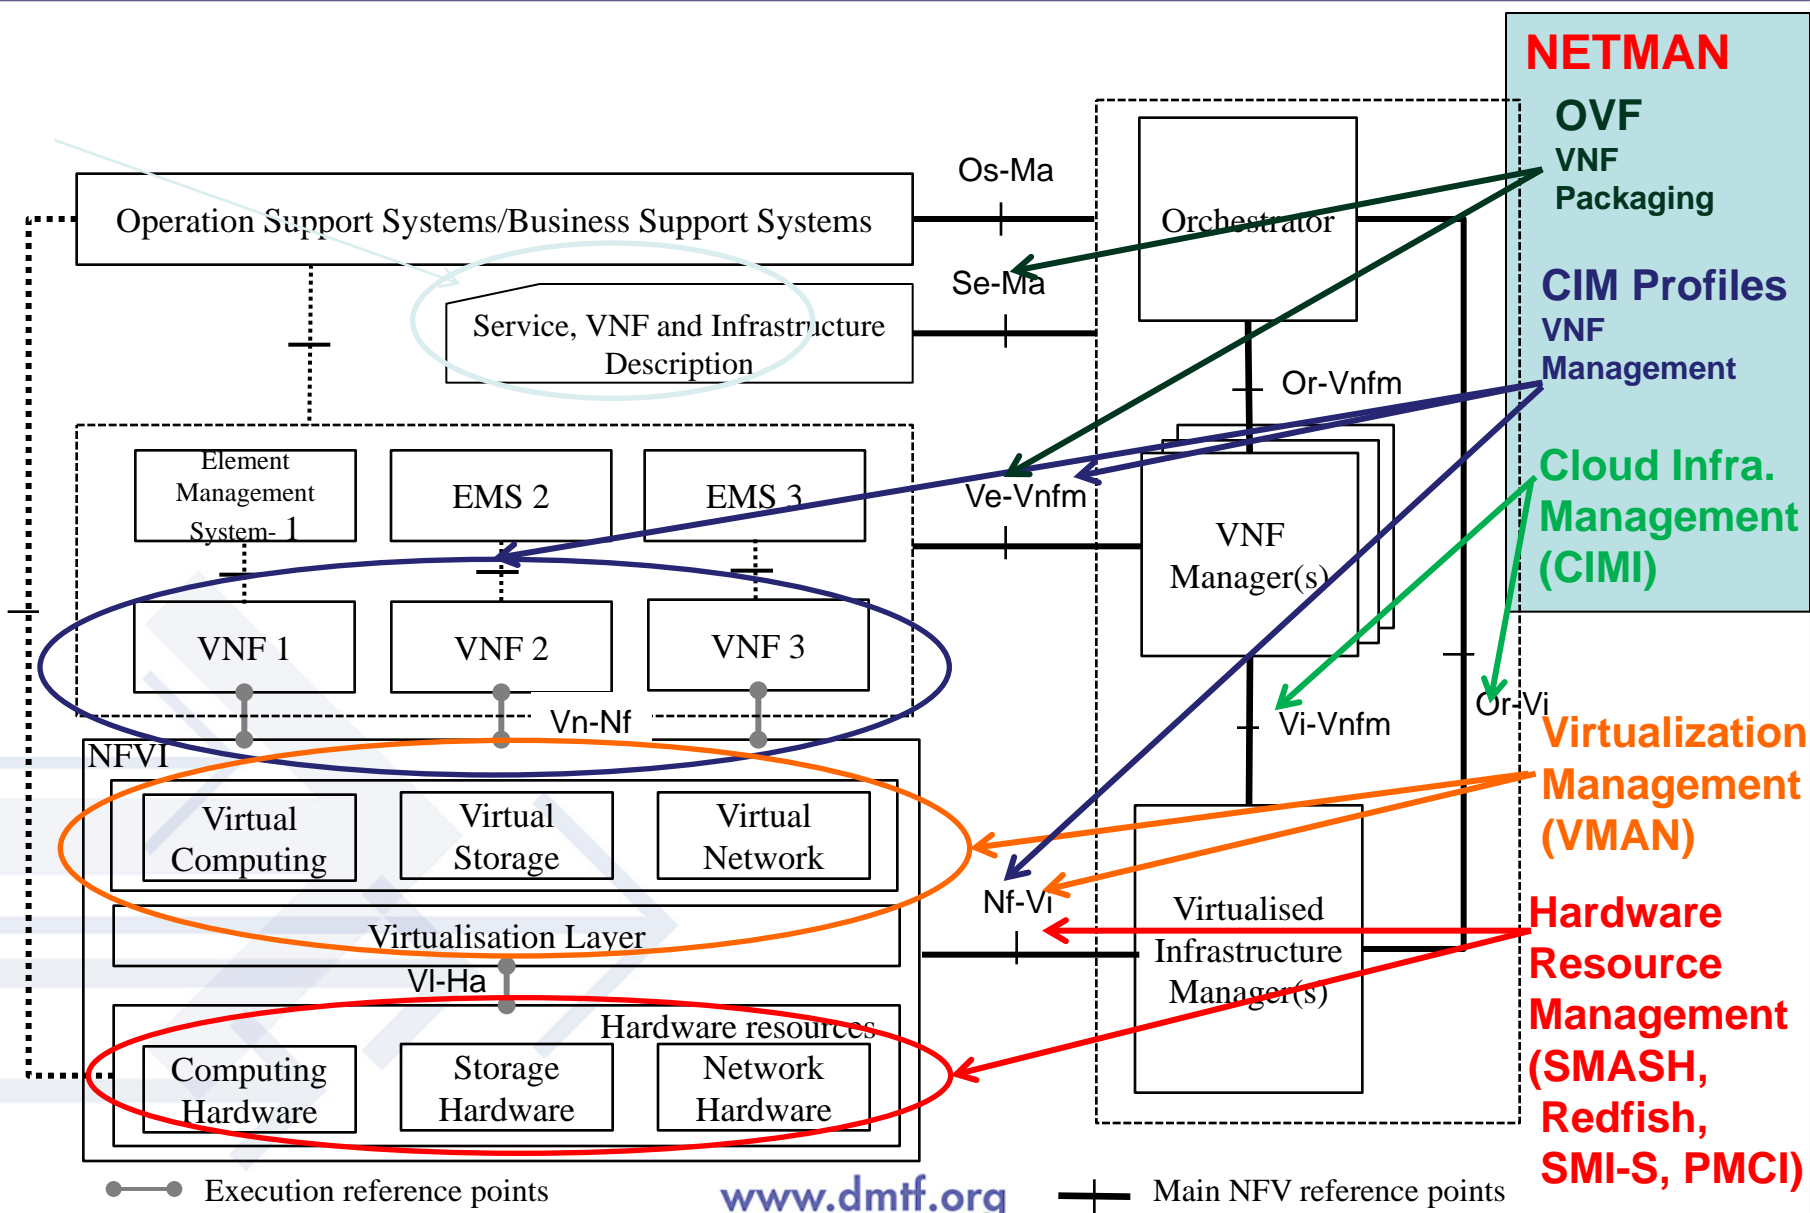 NETMAN
OVF
VNF
Packaging
CIM Profiles
VNF
Management
Cloud Infra.
Management
(CIMI)
Virtualization
Management
(VMAN)
Hardware
Resource
Management
(SMASH,
Redfish,
SMI-S, PMCI)
Operation Support Systems/Business Support Systems
Os-Ma
Orchestrator
Se-Ma
Service, VNF and Infrastructure
Description
Or-Vnfm
Element
Management
System- 1
EMS 2
EMS 3
Ve-Vnfm
VNF
Manager(s)
VNF 1
VNF 2
VNF 3
Vn-Nf
Vi-Vnfm
Or-Vi
NFVI
Virtual
Computing
Virtual
Storage
Virtual
Network
Nf-Vi
Virtualised
Infrastructure
Manager(s)
Virtualisation Layer
Vl-Ha
Hardware resources
Computing
Hardware
Storage
Hardware
Network
Hardware
Execution reference points
www.dmtf.org
Main NFV reference points